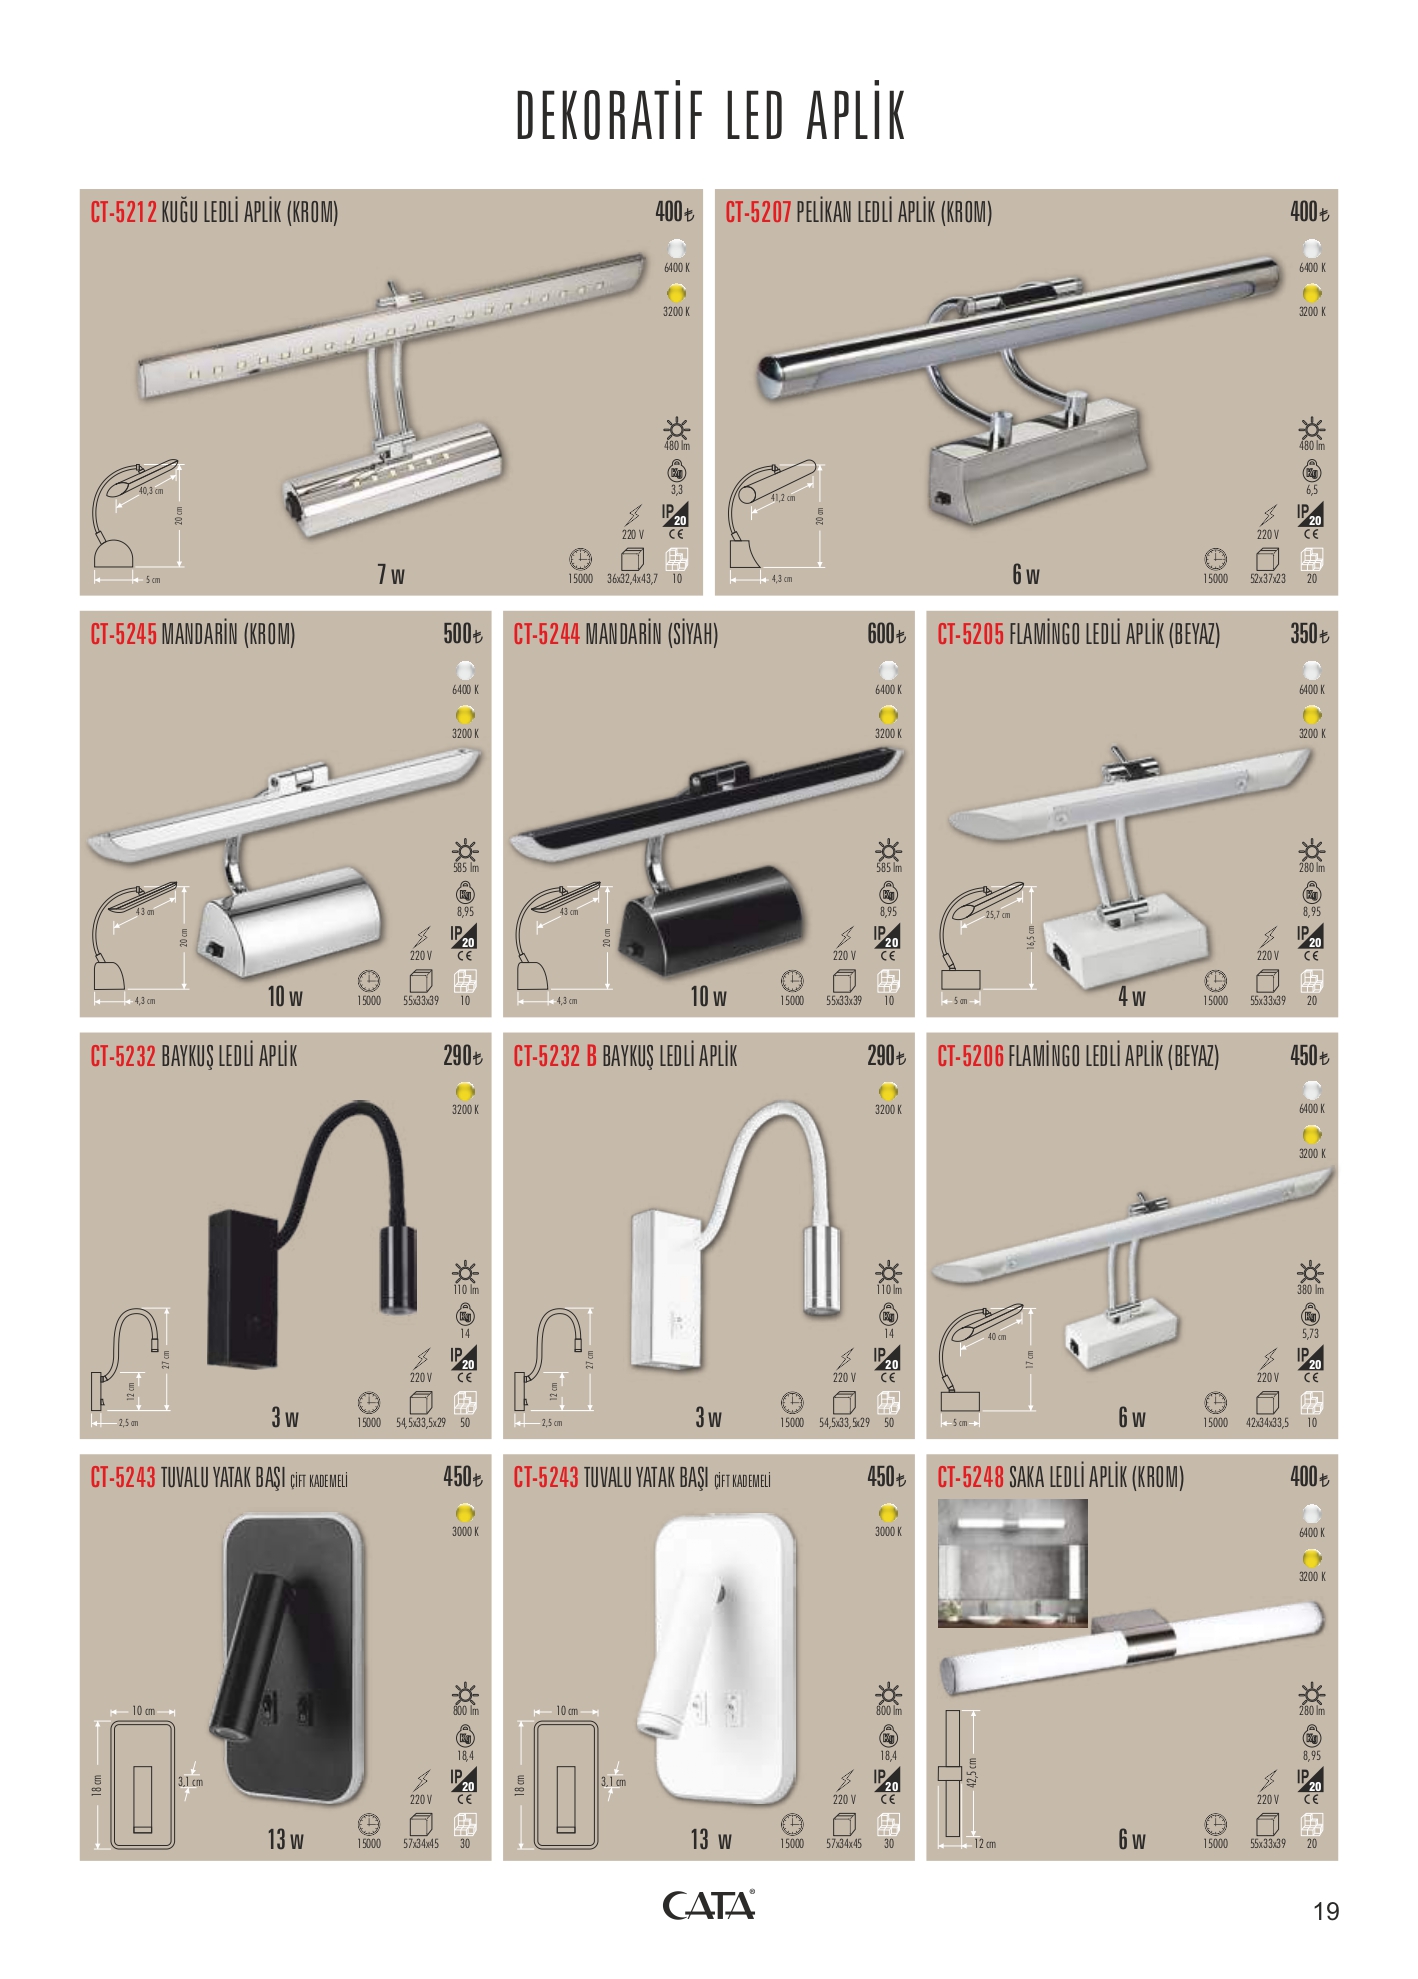 DEKORATİF LED APLİK
CT-5212 KUĞU LEDLİ APLİK (KROM) 400₺
6400 K
3200 K
480 lm
3,3
IP 20
220 V CE
40,3 cm
20 cm
5 cm
7 w
15000 36x32,4x43,7 10
CT-5207 PELİKAN LEDLİ APLİK (KROM) 400₺
6400 K
3200 K
480 lm
6,5
IP 20
220 V CE
41,2 cm
20 cm
4,3 cm
6 w
15000 52x37x23 20
CT-5245 MANDARİN (KROM) 500₺
6400 K
3200 K
585 lm
8,95
IP 20
220 V CE
43 cm
20 cm
4,3 cm
10 w
15000 55x33x39 10
CT-5244 MANDARİN (SİYAH) 600₺
6400 K
3200 K
585 lm
8,95
IP 20
220 V CE
43 cm
20 cm
4,3 cm
10 w
15000 55x33x39 10
CT-5205 FLAMİNGO LEDLİ APLİK (BEYAZ) 350₺
6400 K
3200 K
280 lm
8,95
IP 20
220 V CE
25,7 cm
16,5 cm
5 cm
4 w
15000 55x33x39 20
CT-5232 BAYKUŞ LEDLİ APLİK 290₺
3200 K
110 lm
14
IP 20
220 V CE
27 cm
12 cm
2,5 cm
3 w
15000 54,5x33,5x29 50
CT-5232 B BAYKUŞ LEDLİ APLİK 290₺
3200 K
110 lm
14
IP 20
220 V CE
27 cm
12 cm
2,5 cm
3 w
15000 54,5x33,5x29 50
CT-5206 FLAMİNGO LEDLİ APLİK (BEYAZ) 450₺
6400 K
3200 K
380 lm
5,73
IP 20
220 V CE
40 cm
17 cm
5 cm
6 w
15000 42x34x33,5 10
CT-5243 TUVALU YATAK BAŞI ÇİFT KADEMELİ 450₺
3000 K
800 lm
18,4
IP 20
220 V CE
10 cm
18 cm
3,1 cm
13 w
15000 57x34x45 30
CT-5243 TUVALU YATAK BAŞI ÇİFT KADEMELİ 450₺
3000 K
800 lm
18,4
IP 20
220 V CE
10 cm
18 cm
3,1 cm
13 w
15000 57x34x45 30
CT-5248 SAKA LEDLİ APLİK (KROM) 400₺
6400 K
3200 K
280 lm
8,95
IP 20
220 V CE
42,5 cm
12 cm
6 w
15000 55x33x39 20
CATA®
19